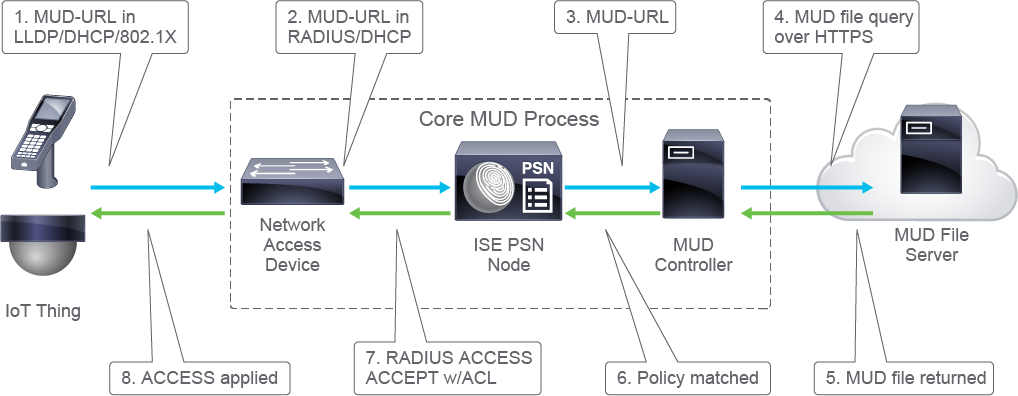 1. MUD-URL in
LLDP/DHCP/802.1X
2. MUD-URL in
RADIUS/DHCP
3. MUD-URL
4. MUD file query
over HTTPS
Core MUD Process
PSN
Network
Access
Device
ISE PSN
Node
MUD
Controller
MUD File
Server
IoT Thing
8. ACCESS applied
7. RADIUS ACCESS
ACCEPT w/ACL
6. Policy matched
5. MUD file returned